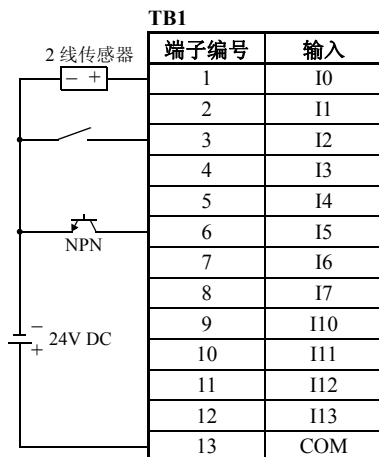 TB1
2 线传感器
− +
端子编号 输入
1 I0
2 I1
3 I2
4 I3
5 I4
6 I5
NPN
7 I6
8 I7
9 I10
−
+
24V DC
10 I11
11 I12
12 I13
13 COM